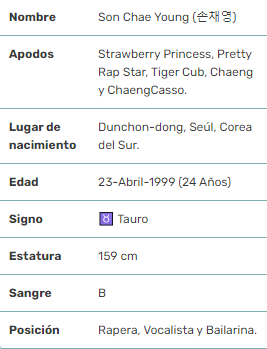 Nombre Son Chae Young (손채영)
Apodos Strawberry Princess, Pretty
Rap Star, Tiger Cub, Chaeng
y ChaengCasso.
Lugar de Dunchon-dong, Seúl, Corea
nacimiento del Sur.
Edad 23-Abril-1999 (24 Años)
Signo ♉ Tauro
Estatura 159 cm
Sangre B
Posición Rapera, Vocalista y Bailarina.